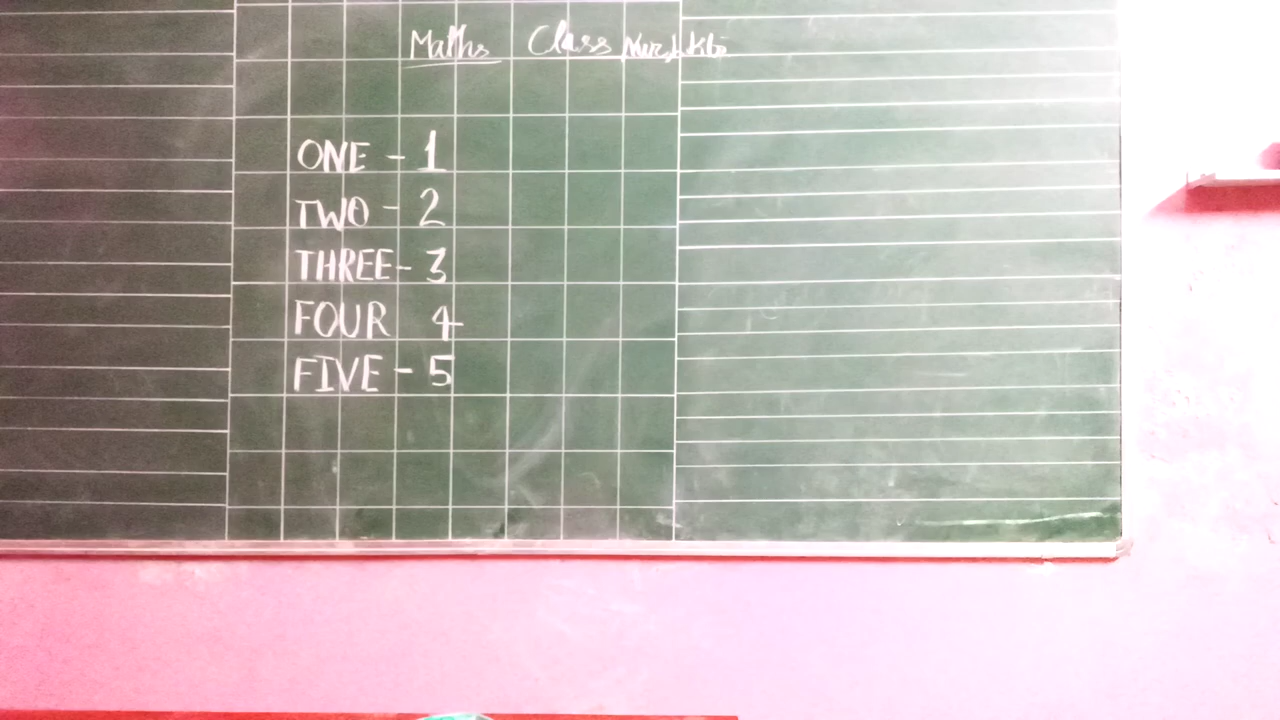 Maths Class
ONE - 1
TWO - 2
THREE - 3
FOUR 4
FIVE - 5